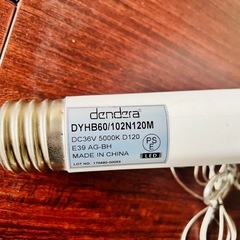 dendera
DYHB60/102N120M
DC36V 5000K D120
E39 AG-BH
MADE IN CHINA
PSE
LED